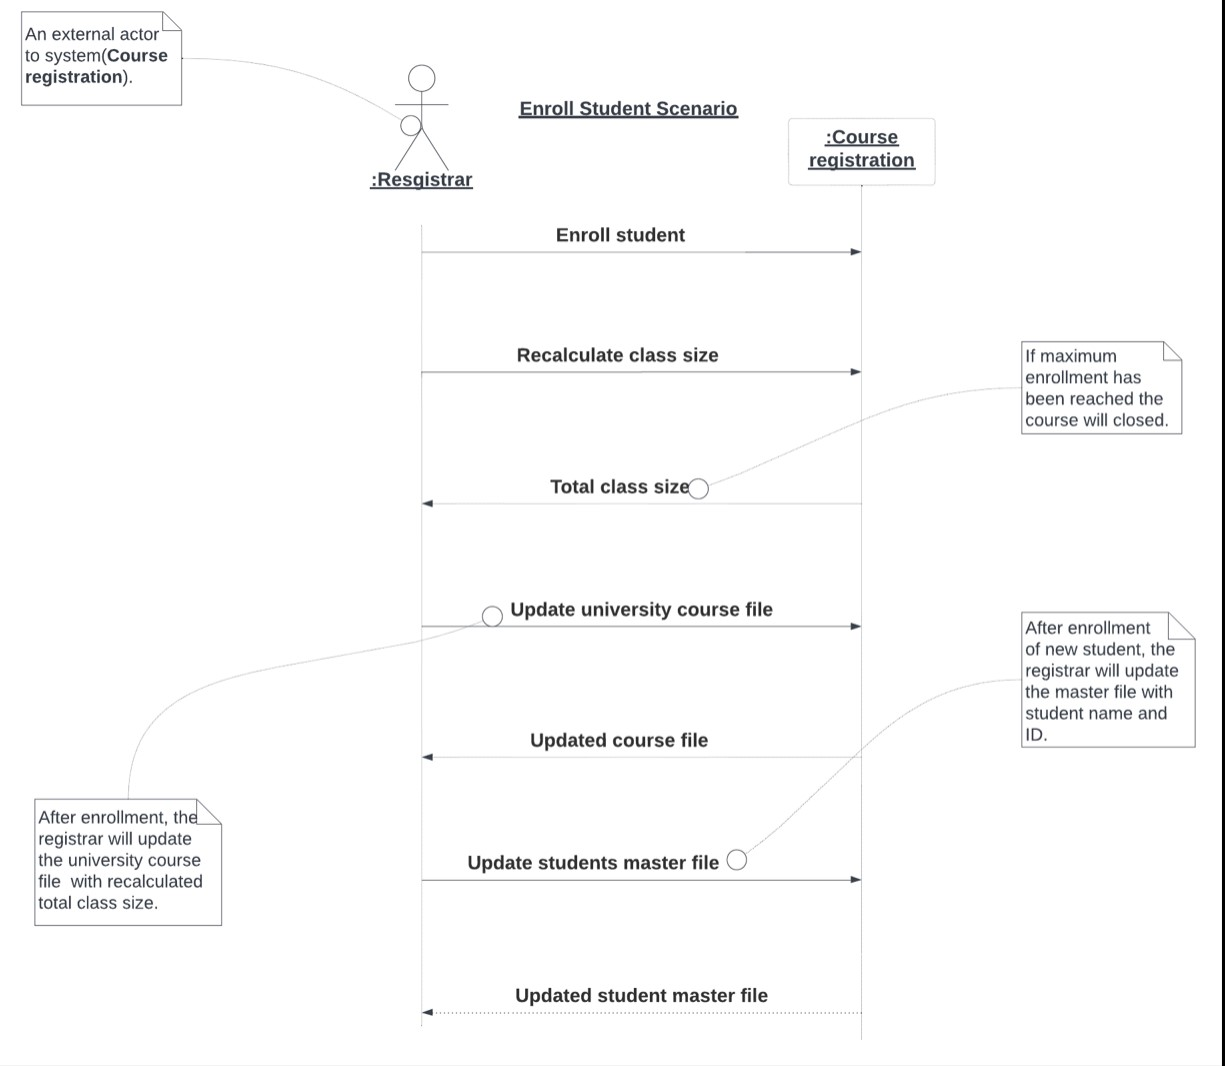 An external actor
to system(Course
registration).
Enroll Student Scenario
:Course
registration
:Resgistrar
Enroll student
Recalculate class size
If maximum
enrollment has
been reached the
course will closed.
Total class size
Update university course file
After enrollment
of new student, the
registrar will update
the master file with
student name and
ID.
Updated course file
After enrollment, the
registrar will update
the university course
file  with recalculated
total class size.
Update students master file
Updated student master file